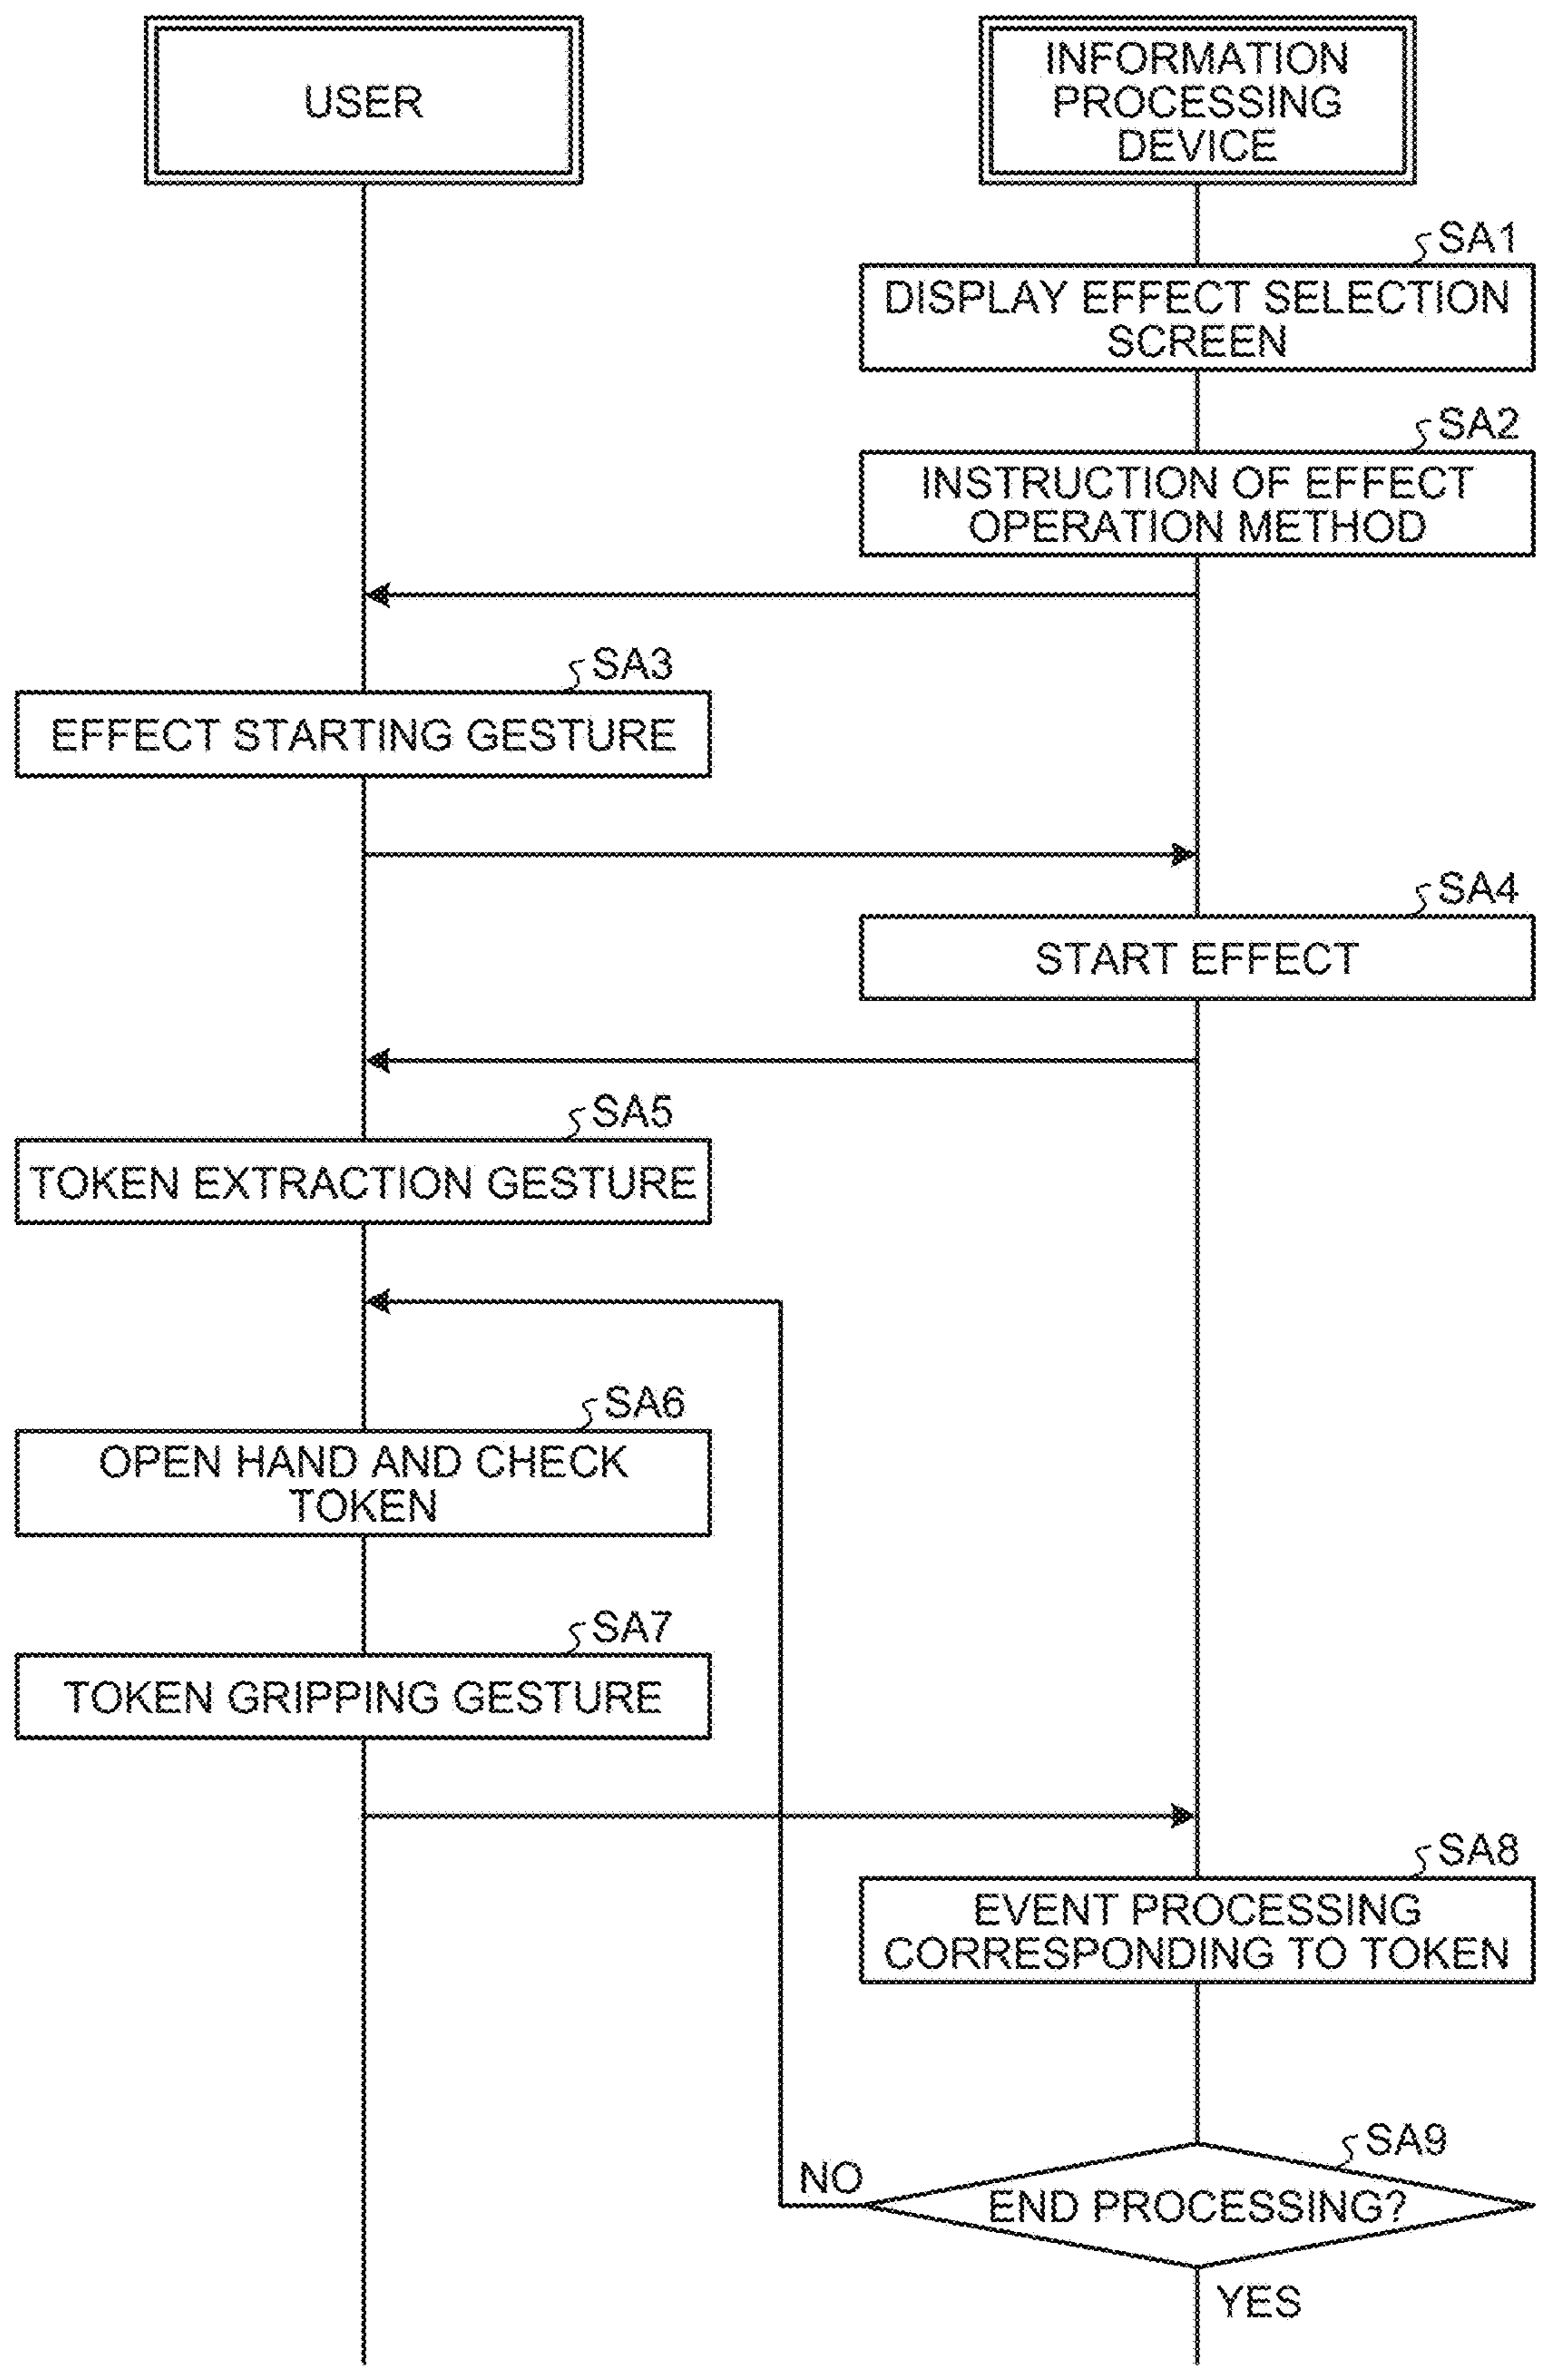 USER
INFORMATION
PROCESSING
DEVICE
SA1
DISPLAY EFFECT SELECTION
SCREEN
SA2
INSTRUCTION OF EFFECT
OPERATION METHOD
SA3
EFFECT STARTING GESTURE
SA4
START EFFECT
SA5
TOKEN EXTRACTION GESTURE
SA6
OPEN HAND AND CHECK
TOKEN
SA7
TOKEN GRIPPING GESTURE
SA8
EVENT PROCESSING
CORRESPONDING TO TOKEN
SA9
NO
END PROCESSING?
YES